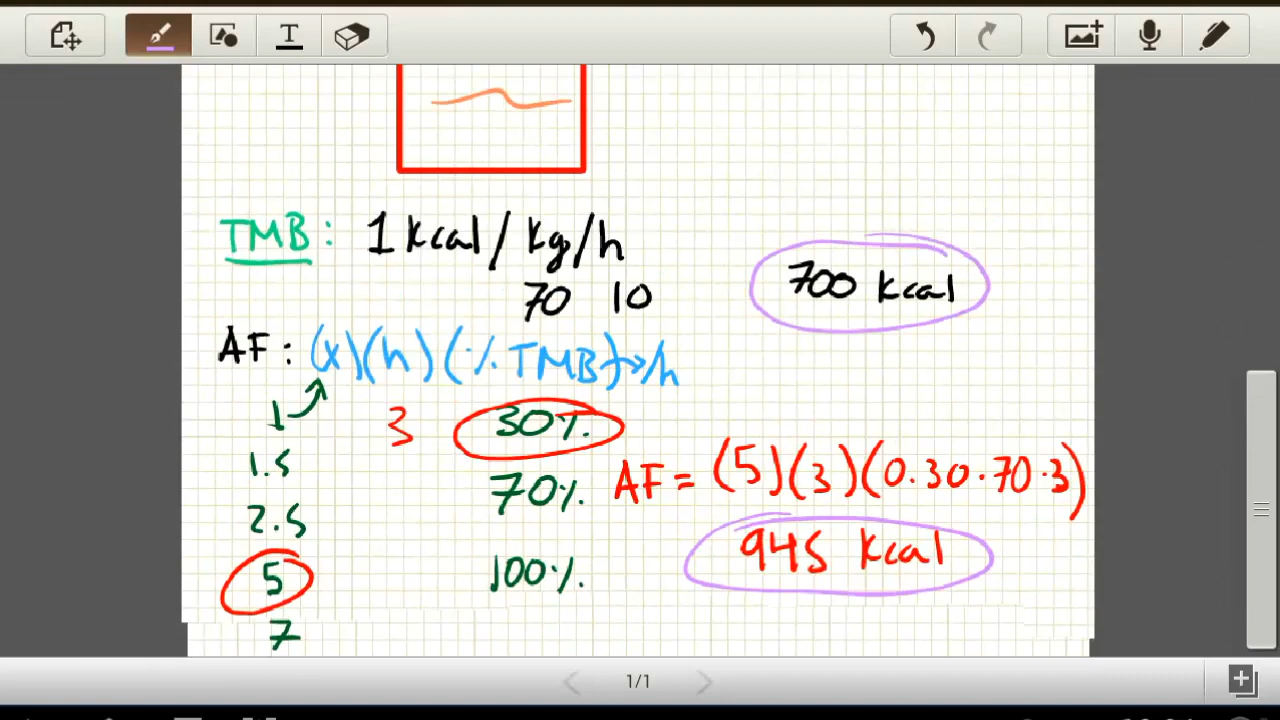 TMB: 1 kcal/kg/h
70 10
700 kcal
AF: (x)(h)(% TMB)→/h
1
1.5
2.5
5
7
3
30%
70%
100%
AF = (5)(3)(0.30·70·3)
945 kcal
1/1